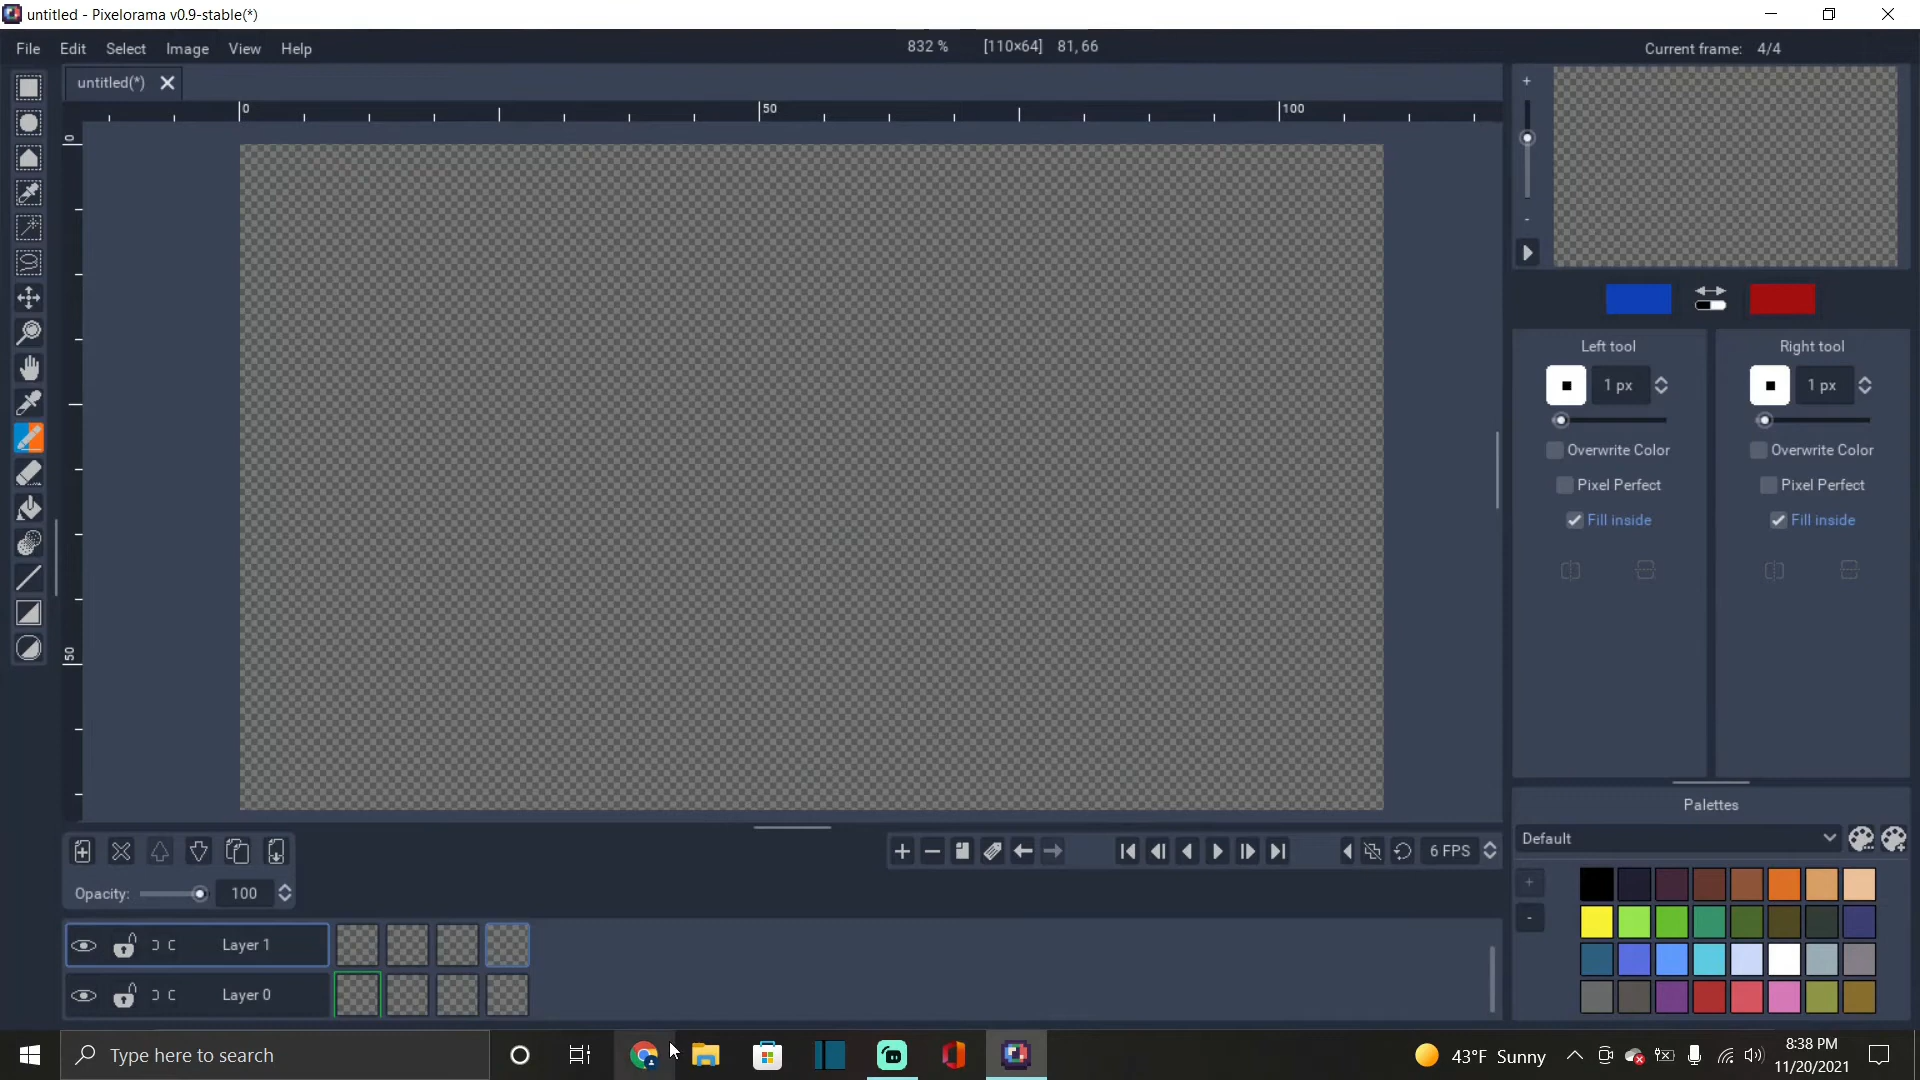 untitled - Pixelorama v0.9-stable(*)
File Edit Select Image View Help
832 % [110×64] 81,66
Current frame: 4/4
untitled(*)
0 50 100
0
50
+
-
Left tool
Right tool
1 px
1 px
Overwrite Color
Overwrite Color
Pixel Perfect
Pixel Perfect
Fill inside
Fill inside
Palettes
Default
+
-
6 FPS
Opacity: 100
Layer 1
Layer 0
Type here to search
43°F Sunny
8:38 PM
11/20/2021